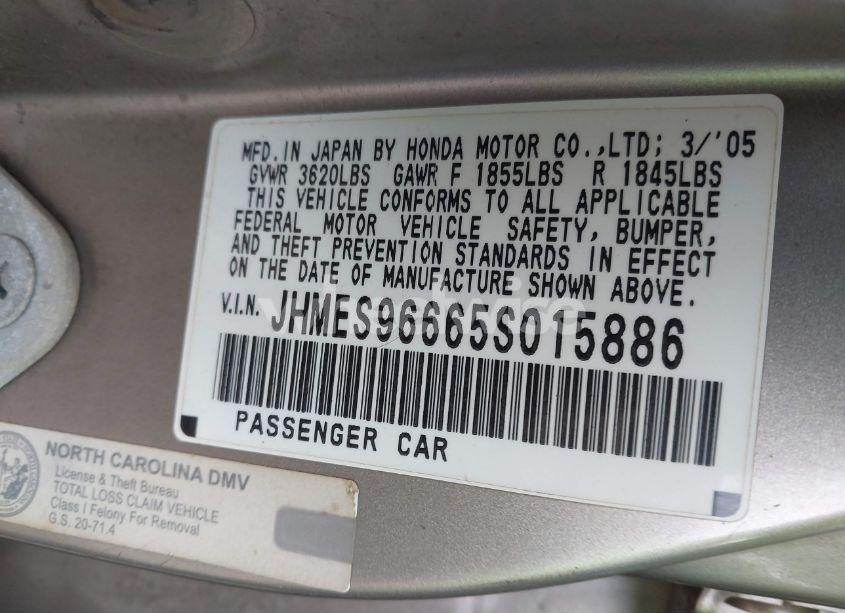 MFD.IN JAPAN BY HONDA MOTOR CO.,LTD; 3/'05
GVWR 3620LBS GAWR F 1855LBS R 1845LBS
THIS VEHICLE CONFORMS TO ALL APPLICABLE
FEDERAL MOTOR VEHICLE SAFETY, BUMPER,
AND THEFT PREVENTION STANDARDS IN EFFECT
ON THE DATE OF MANUFACTURE SHOWN ABOVE.
V.I.N. JHMES96665S015886
PASSENGER CAR
NORTH CAROLINA DMV
License & Theft Bureau
TOTAL LOSS CLAIM VEHICLE
Class I Felony For Removal
G.S. 20-71.4